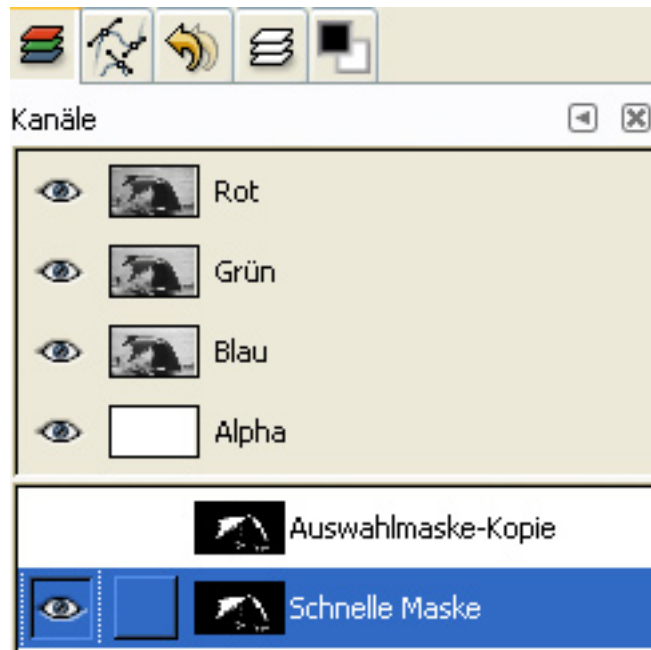 Kanäle
Rot
Grün
Blau
Alpha
Auswahlmaske-Kopie
Schnelle Maske